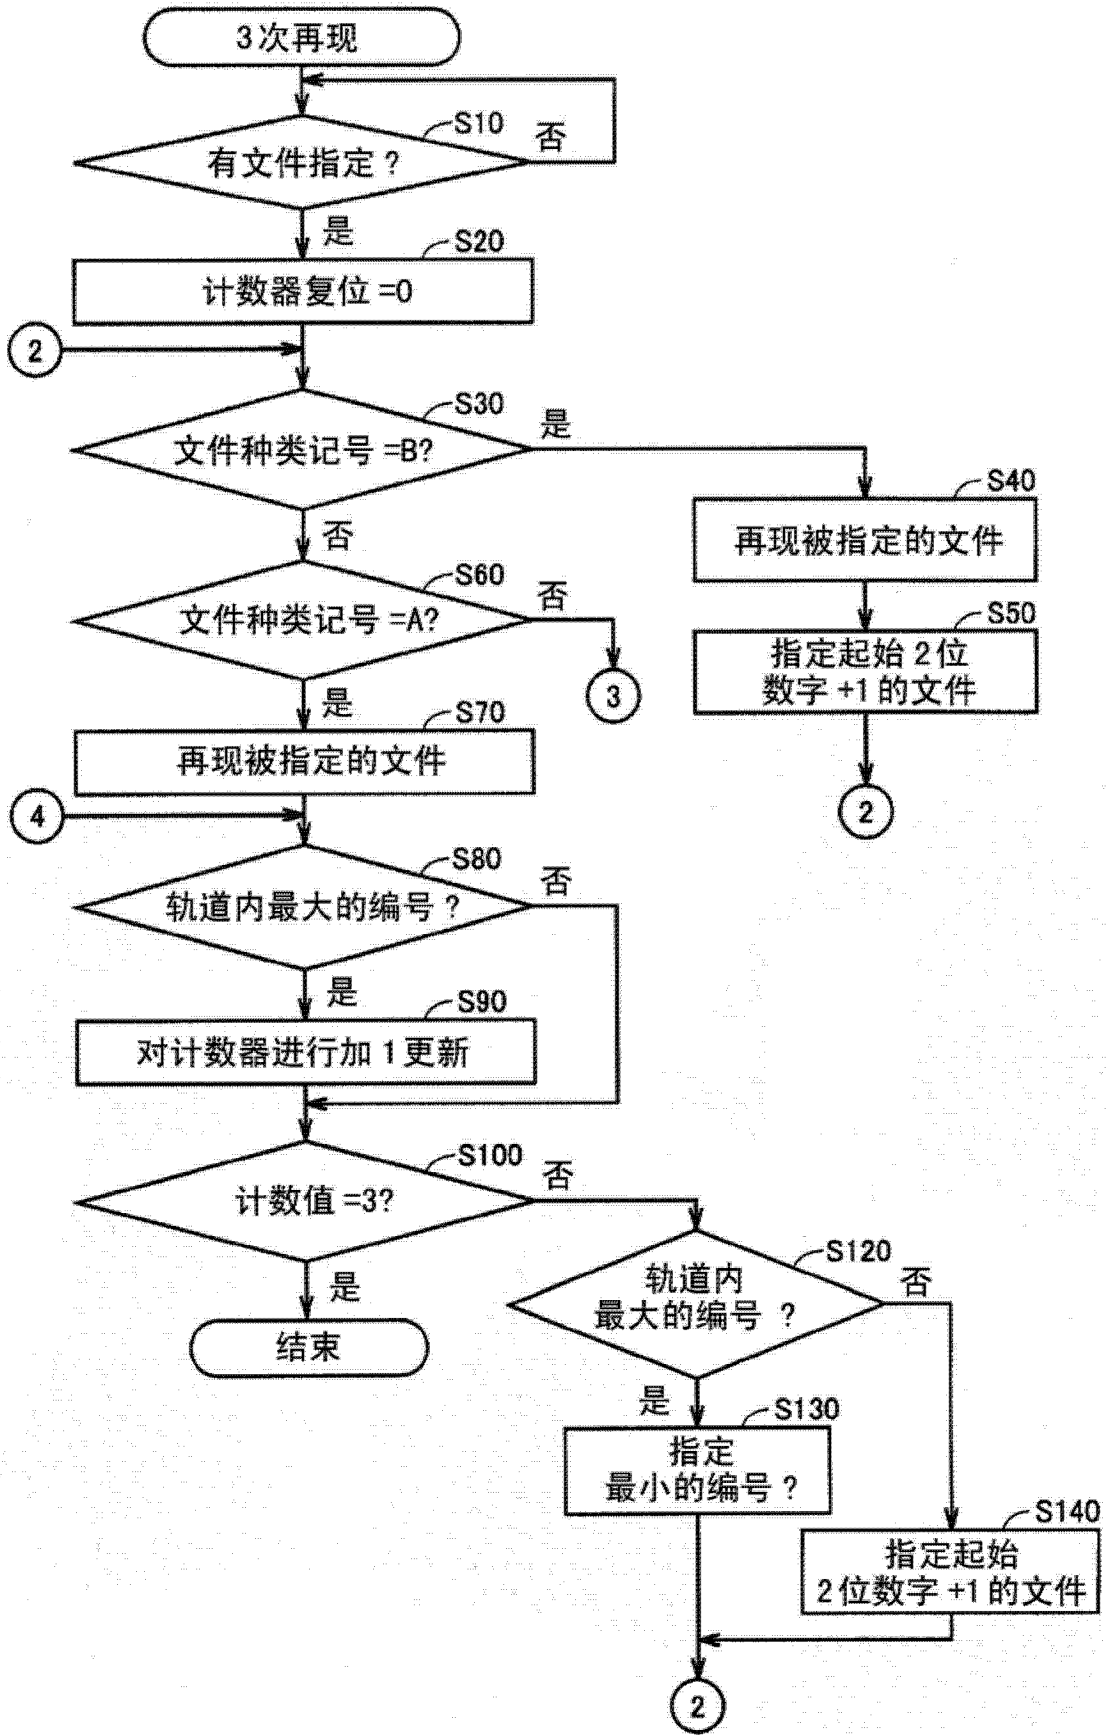 3次再现
S10
有文件指定?
否
是
S20
计数器复位=0
2
S30
文件种类记号=B?
是
否
S40
再现被指定的文件
S50
指定起始2位
数字+1的文件
2
S60
文件种类记号=A?
否
3
是
S70
再现被指定的文件
4
S80
轨道内最大的编号?
否
是
S90
对计数器进行加1更新
S100
计数值=3?
否
是
结束
S120
轨道内
最大的编号?
否
是
S130
指定
最小的编号?
S140
指定起始
2位数字+1的文件
2